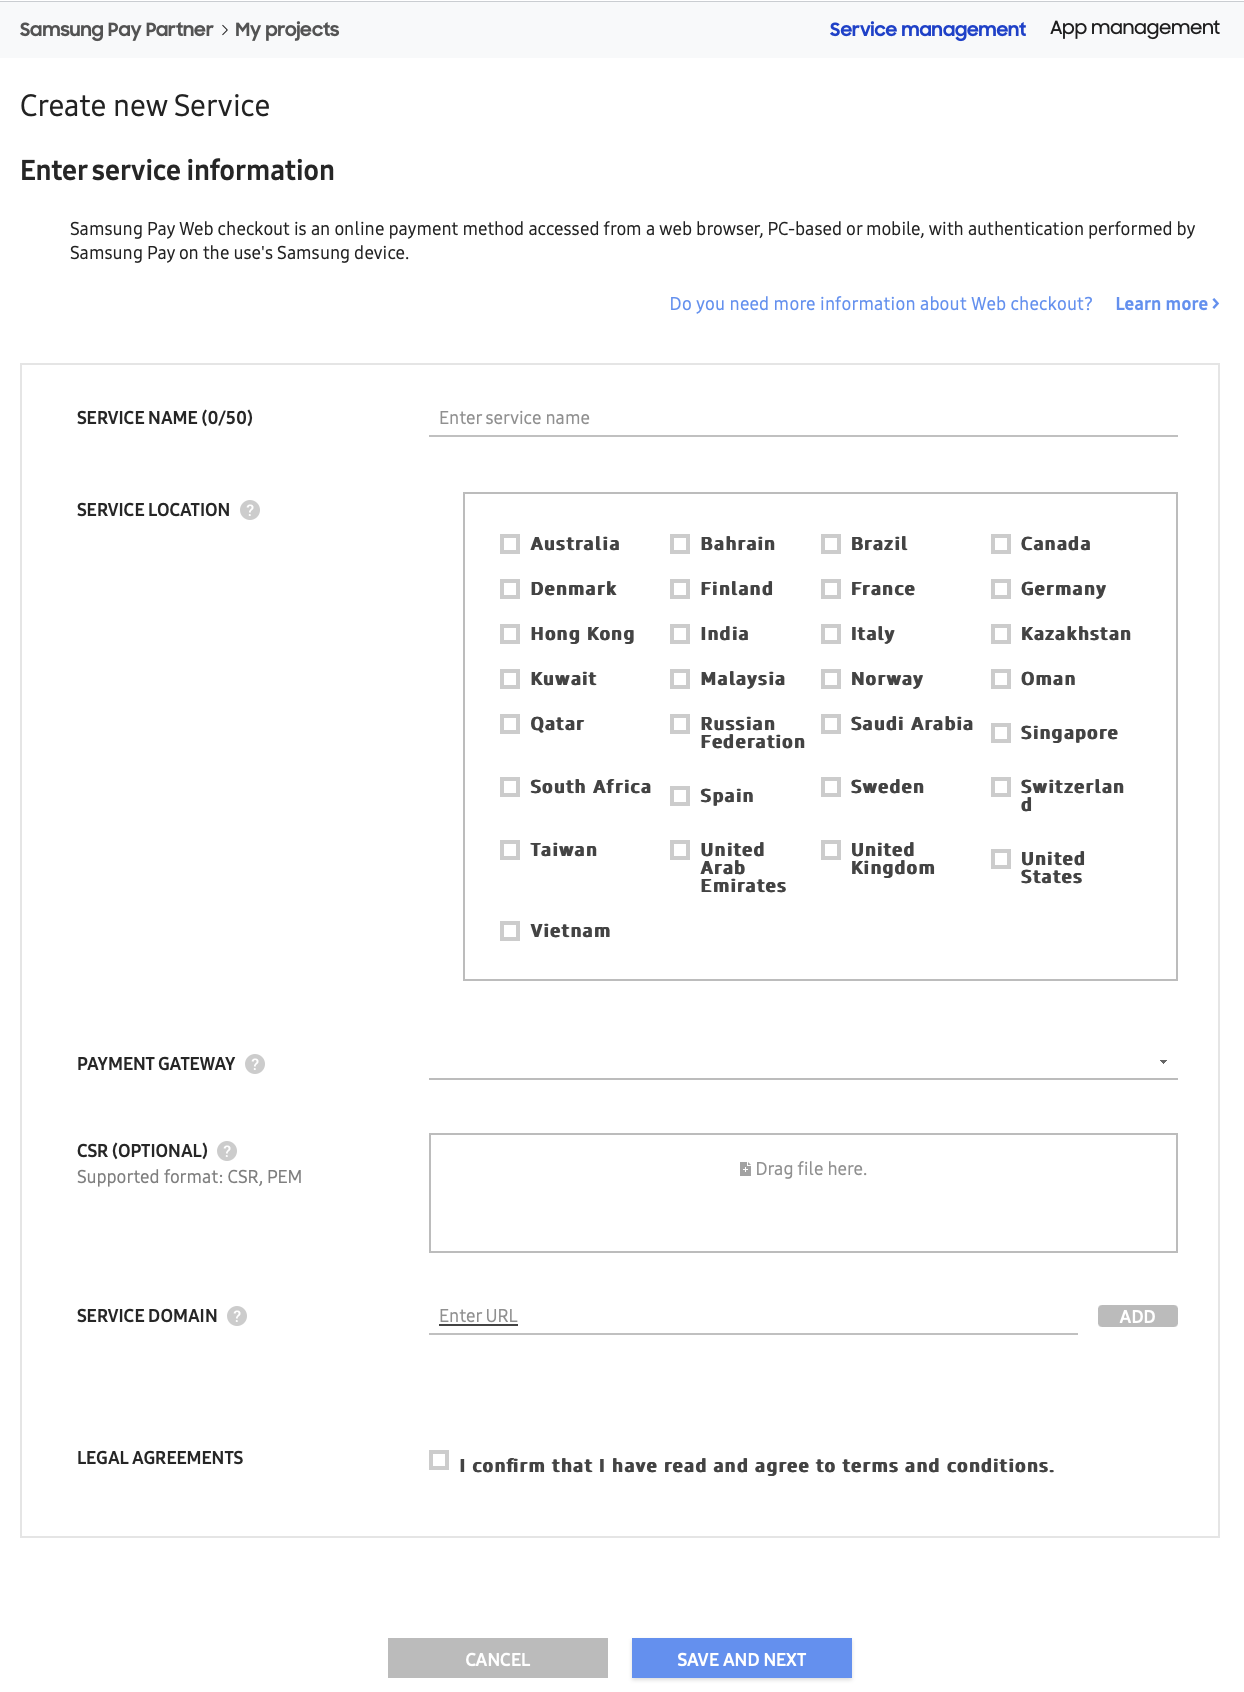 Samsung Pay Partner > My projects
Service management
App management
Create new Service
Enter service information
Samsung Pay Web checkout is an online payment method accessed from a web browser, PC-based or mobile, with authentication performed by
Samsung Pay on the use's Samsung device.
Do you need more information about Web checkout? Learn more >
SERVICE NAME (0/50)
Enter service name
SERVICE LOCATION ?
Australia
Bahrain
Brazil
Canada
Denmark
Finland
France
Germany
Hong Kong
India
Italy
Kazakhstan
Kuwait
Malaysia
Norway
Oman
Qatar
Russian
Federation
Saudi Arabia
Singapore
South Africa
Spain
Sweden
Switzerlan
d
Taiwan
United
Arab
Emirates
United
Kingdom
United
States
Vietnam
PAYMENT GATEWAY ?
CSR (OPTIONAL) ?
Supported format: CSR, PEM
Drag file here.
SERVICE DOMAIN ?
Enter URL
ADD
LEGAL AGREEMENTS
I confirm that I have read and agree to terms and conditions.
CANCEL
SAVE AND NEXT